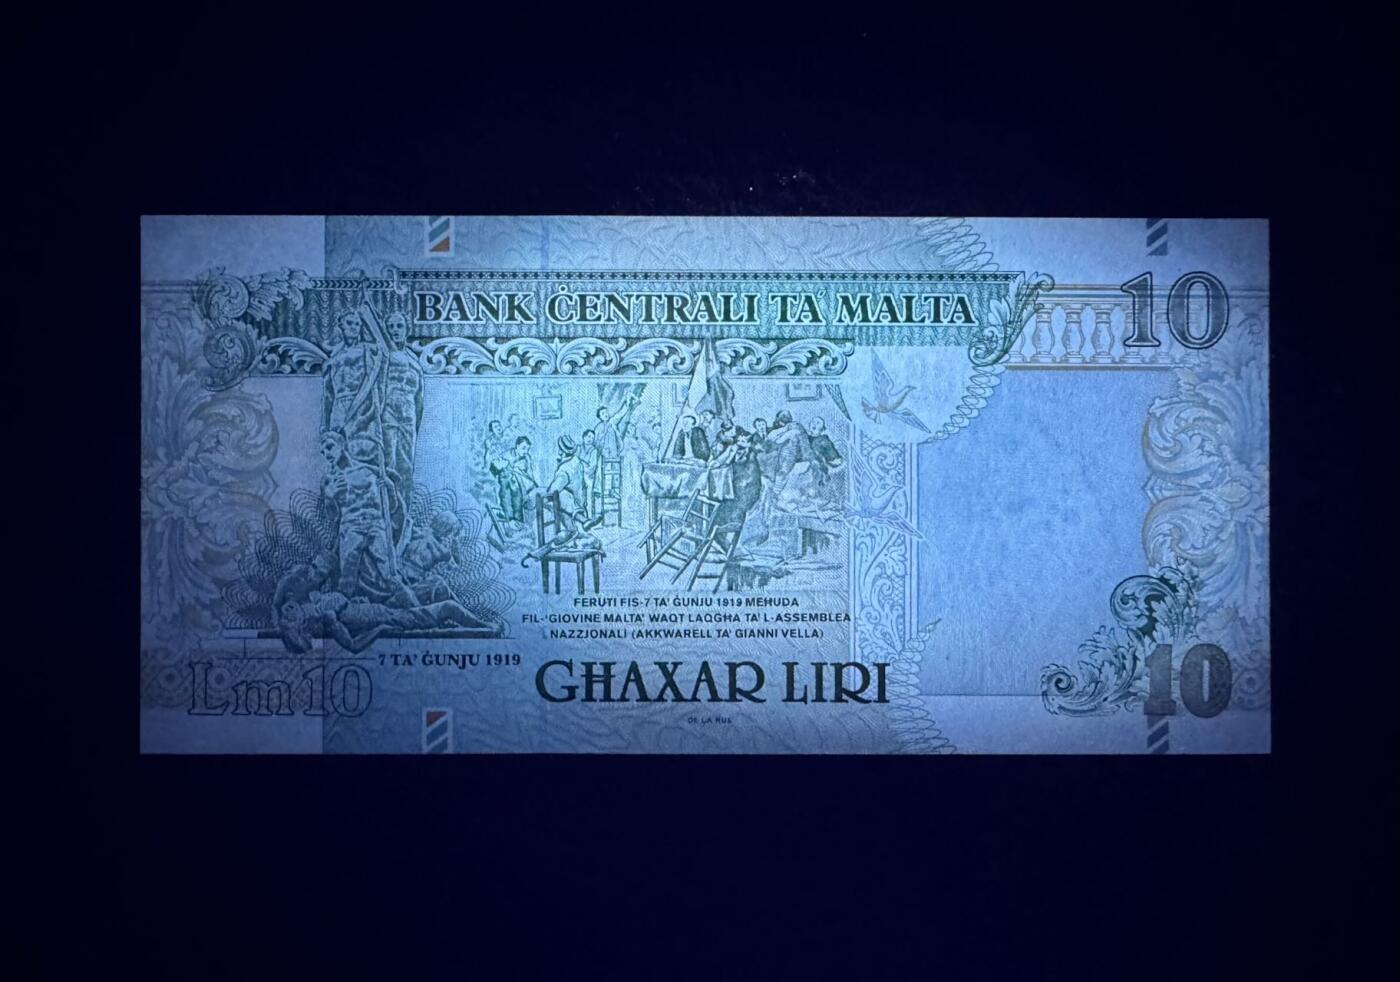 BANK ĊENTRALI TA' MALTA
10
FERUTI FIS-7 TA' ĠUNJU 1919 MEĦUDA
FIL-'GIOVINE MALTA' WAQT LAQGĦA TA' L-ASSEMBLEA
NAZZJONALI (AKKWARELL TA' GIANNI VELLA)
7 TA' ĠUNJU 1919
Lm10
GĦAXAR LIRI
10
DE LA RUE